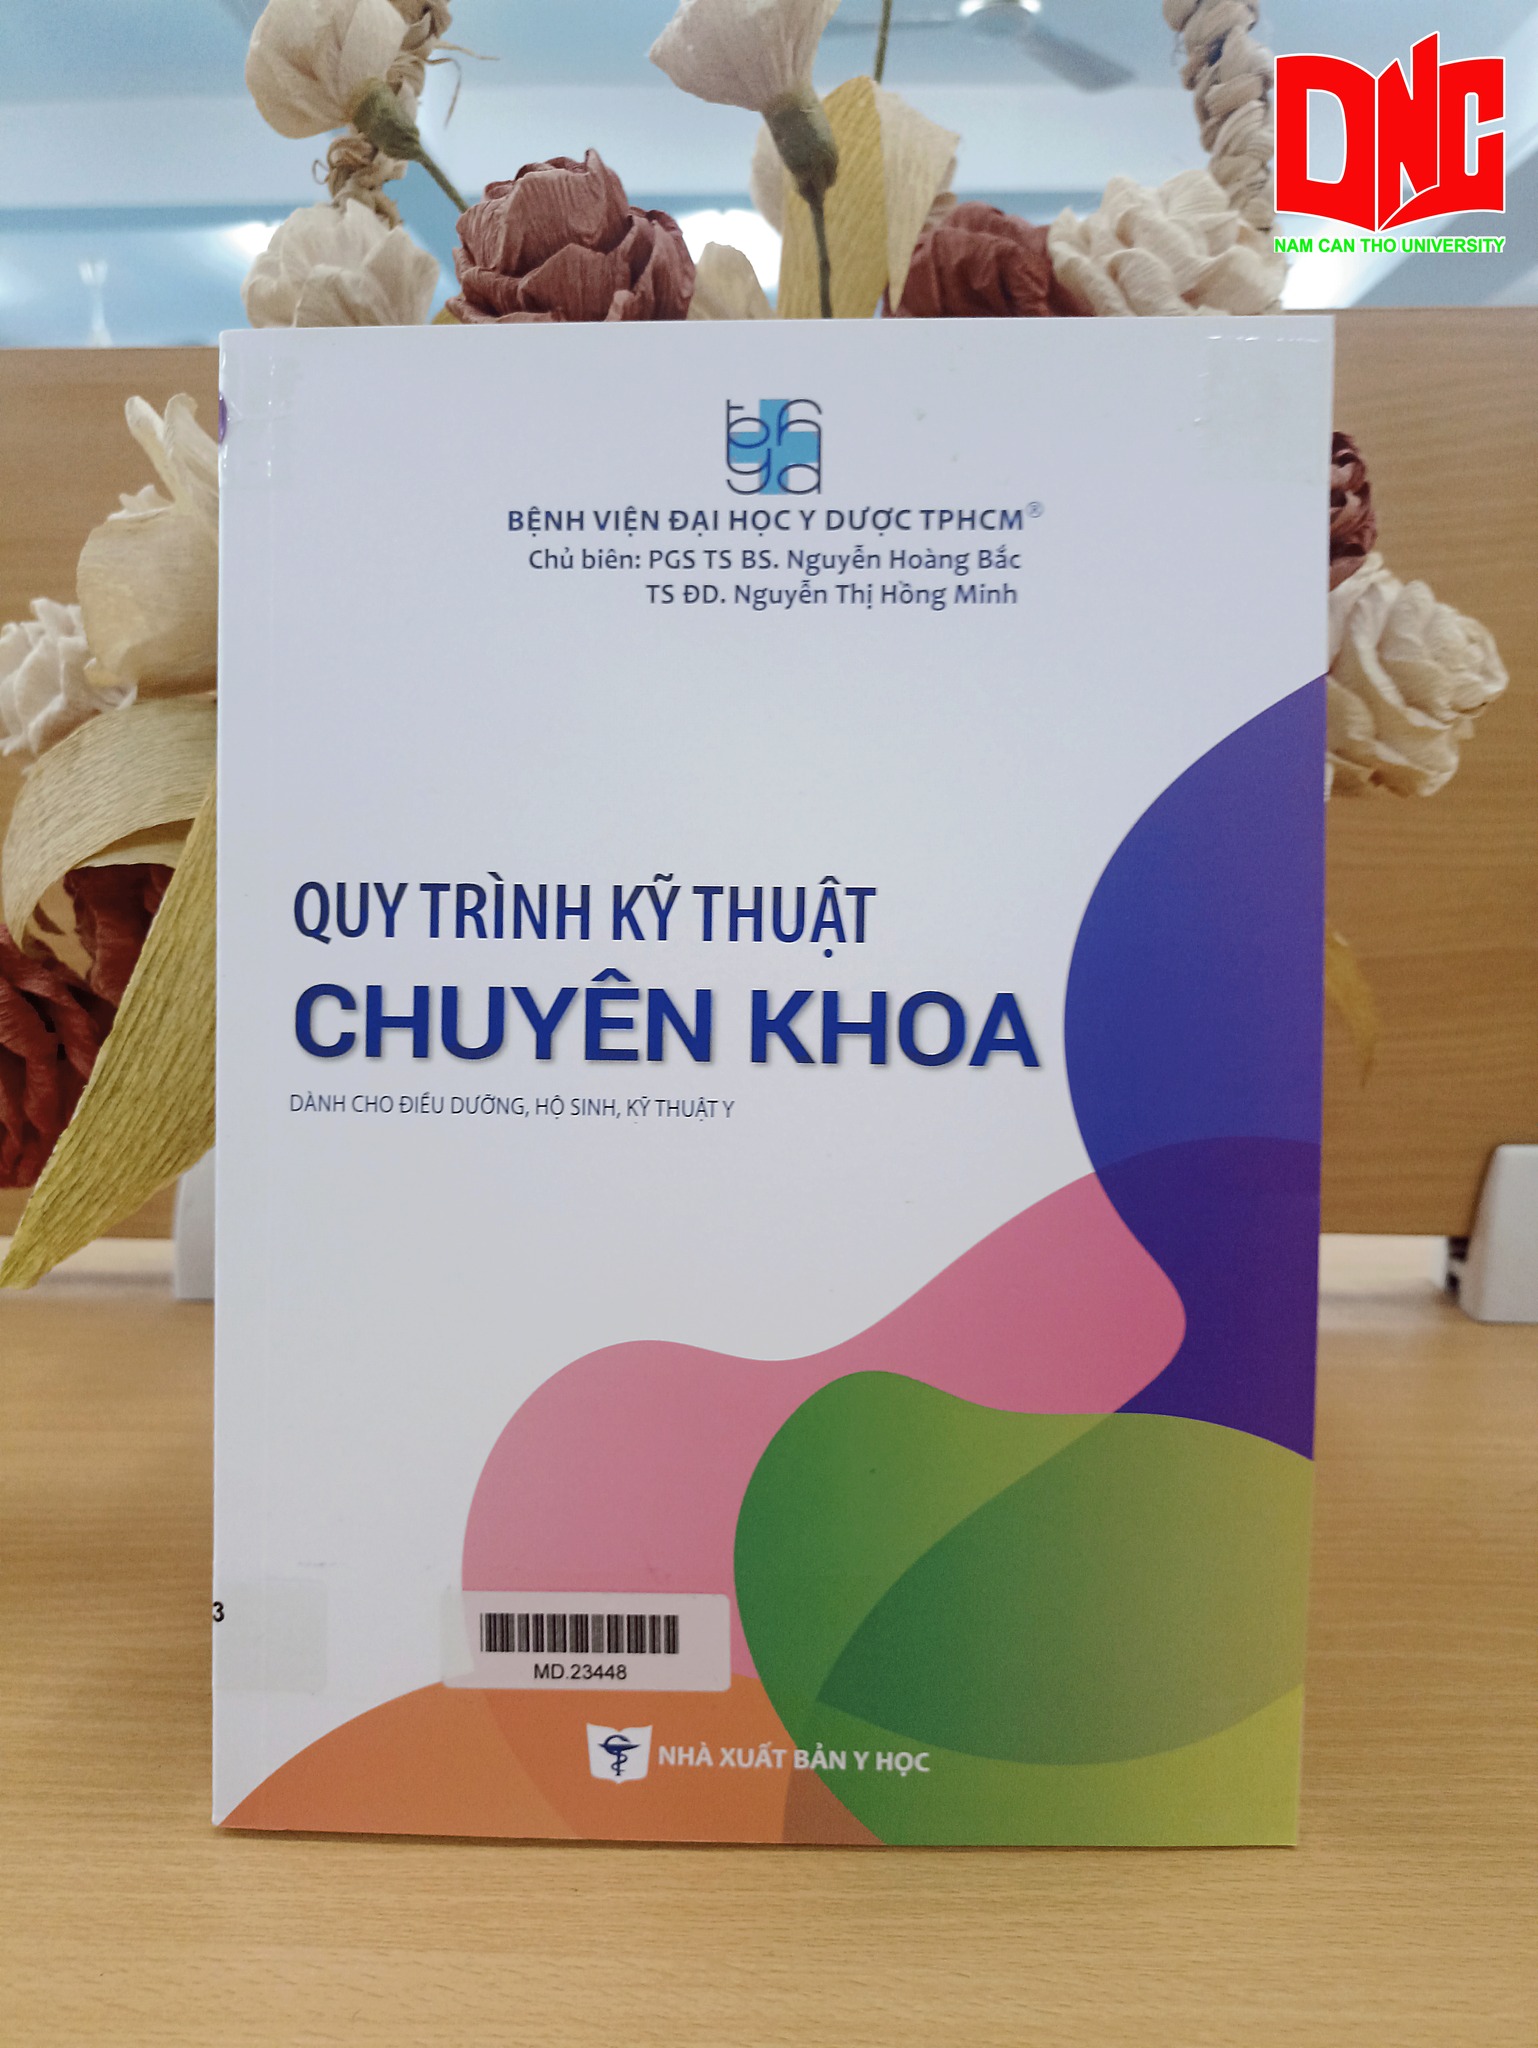 DNC
NAM CAN THO UNIVERSITY
BỆNH VIỆN ĐẠI HỌC Y DƯỢC TPHCM®
Chủ biên: PGS TS BS. Nguyễn Hoàng Bắc
TS ĐD. Nguyễn Thị Hồng Minh
QUY TRÌNH KỸ THUẬT
CHUYÊN KHOA
DÀNH CHO ĐIỀU DƯỠNG, HỘ SINH, KỸ THUẬT Y
3
MD.23448
NHÀ XUẤT BẢN Y HỌC